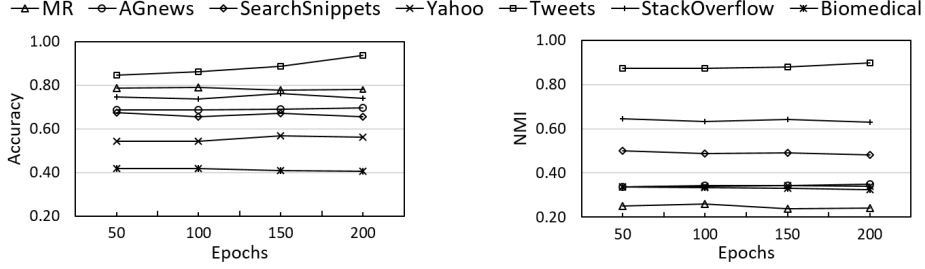 MR AGnews SearchSnippets Yahoo Tweets StackOverflow Biomedical
Accuracy
1.00
0.80
0.60
0.40
0.20
50 100 150 200
Epochs
NMI
1.00
0.80
0.60
0.40
0.20
50 100 150 200
Epochs